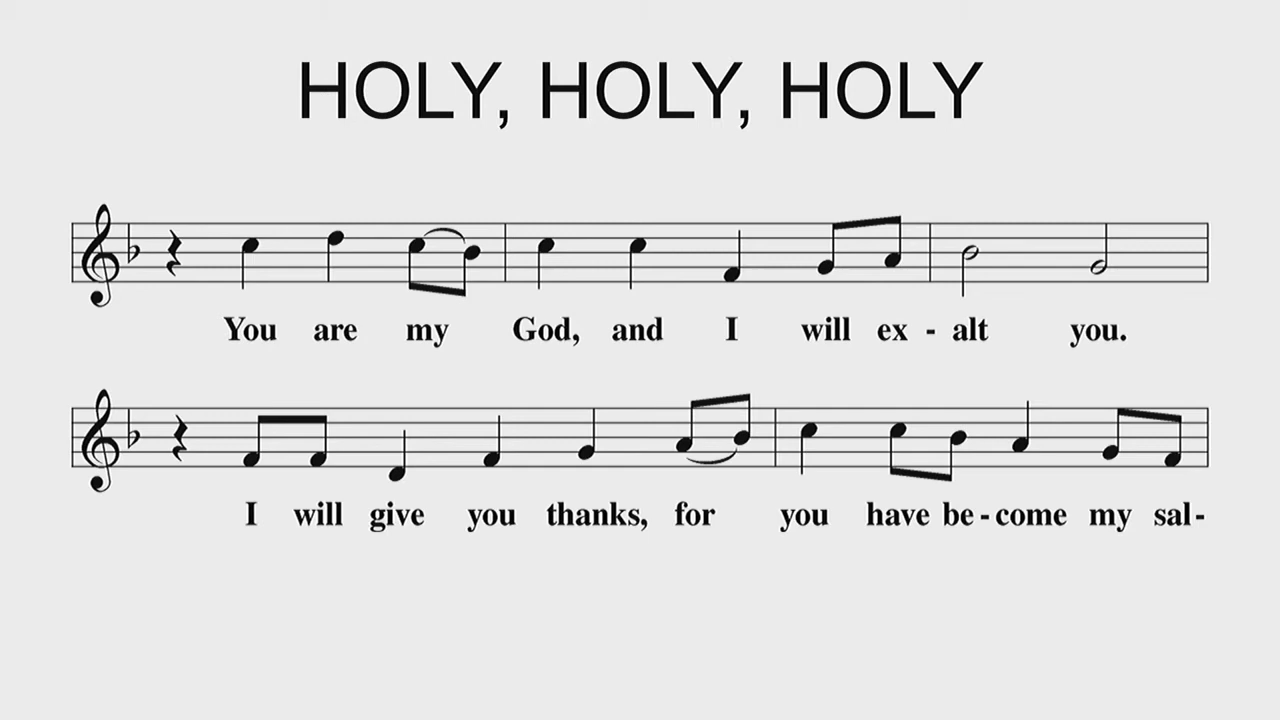 HOLY, HOLY, HOLY
You are my God, and I will ex - alt you.
I will give you thanks, for you have be - come my sal -